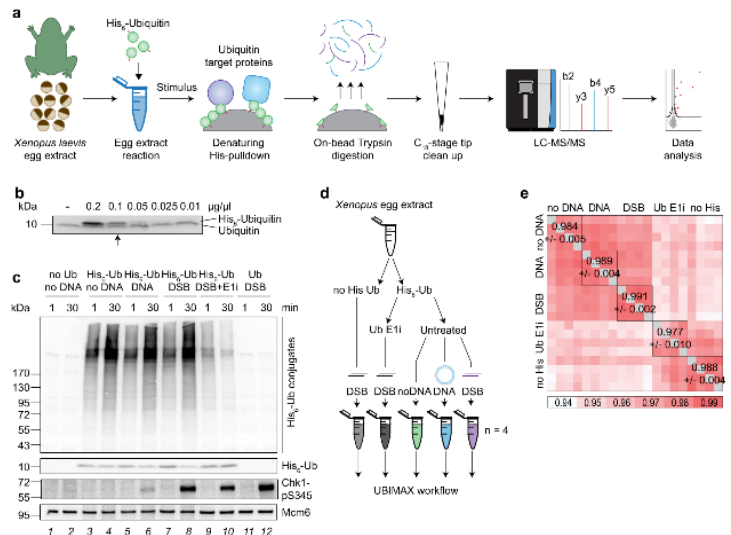 a
His6-Ubiquitin
Ubiquitin
target proteins
b2
b4
y3
y5
Stimulus
Xenopus laevis
egg extract
Egg extract
reaction
Denaturing
His-pulldown
On-bead Trypsin
digestion
C18-stage tip
clean up
LC-MS/MS
Data
analysis
b
kDa
- 0.2 0.1 0.05 0.025 0.01 µg/µl
10
His6-Ubiquitin
Ubiquitin
c
no Ub His6-Ub His6-Ub His6-Ub His6-Ub Ub
no DNA no DNA DNA DSB DSB+E1i DSB
kDa 1 30 1 30 1 30 1 30 1 30 1 30 min
170
130
95
72
55
43
His6-Ub conjugates
10
His6-Ub
72
55
Chk1-
pS345
95
Mcm6
1 2 3 4 5 6 7 8 9 10 11 12
d
Xenopus egg extract
no His Ub His6-Ub
Ub E1i Untreated
DSB DSB noDNA DNA DSB
n = 4
UBIMAX workflow
e
no DNA DNA DSB Ub E1i no His
no DNA
DNA
DSB
Ub E1i
no His
0.984
+/- 0.005
0.989
+/- 0.004
0.991
+/- 0.002
0.977
+/- 0.010
0.988
+/- 0.004
0.94 0.95 0.96 0.97 0.98 0.99